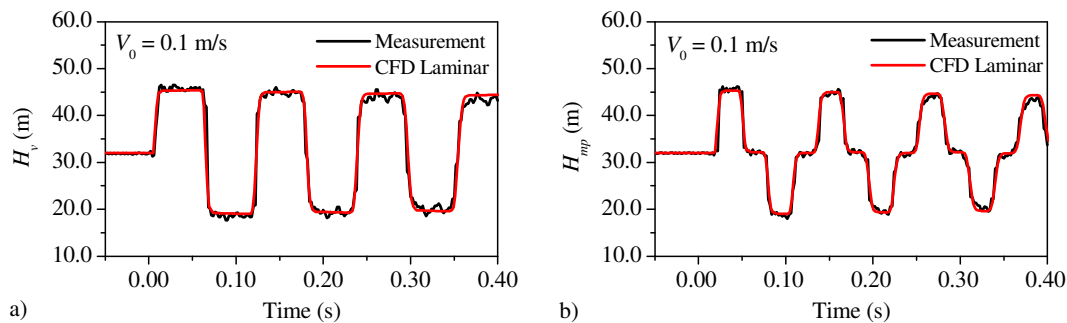 V0 = 0.1 m/s
Measurement
CFD Laminar
60.0
50.0
40.0
30.0
20.0
10.0
Hv (m)
0.00 0.10 0.20 0.30 0.40
Time (s)
a)
V0 = 0.1 m/s
Measurement
CFD Laminar
60.0
50.0
40.0
30.0
20.0
10.0
Hmp (m)
0.00 0.10 0.20 0.30 0.40
Time (s)
b)